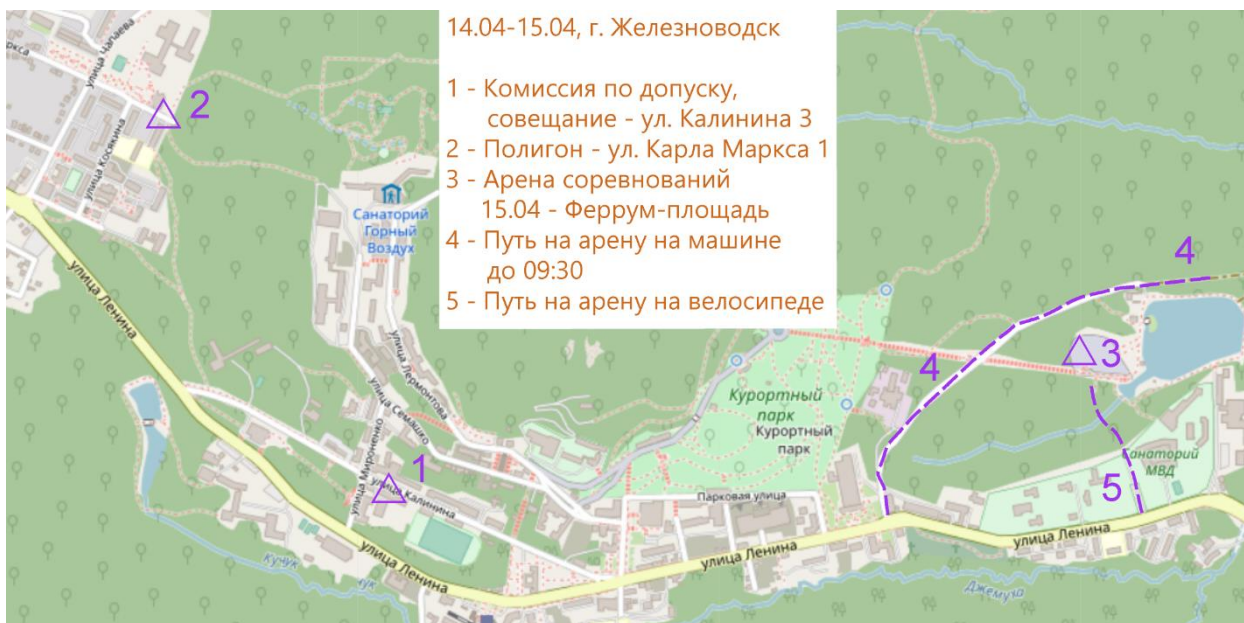 14.04-15.04, г. Железноводск
1 - Комиссия по допуску,
совещание - ул. Калинина 3
2 - Полигон - ул. Карла Маркса 1
3 - Арена соревнований
15.04 - Феррум-площадь
4 - Путь на арену на машине
до 09:30
5 - Путь на арену на велосипеде
улица Чапаева
ркса
2
улица Косякина
Санаторий
Горный
Воздух
улица Ленина
улица Лермонтова
улица Семашко
улица Мироненко
1
улица Калинина
улица Ленина
Кучук
чук
Курортный
парк
Курортный
парк
Парковая улица
улица Ленина
4
4
3
Санаторий
МВД
5
улица Ленина
Джемуха